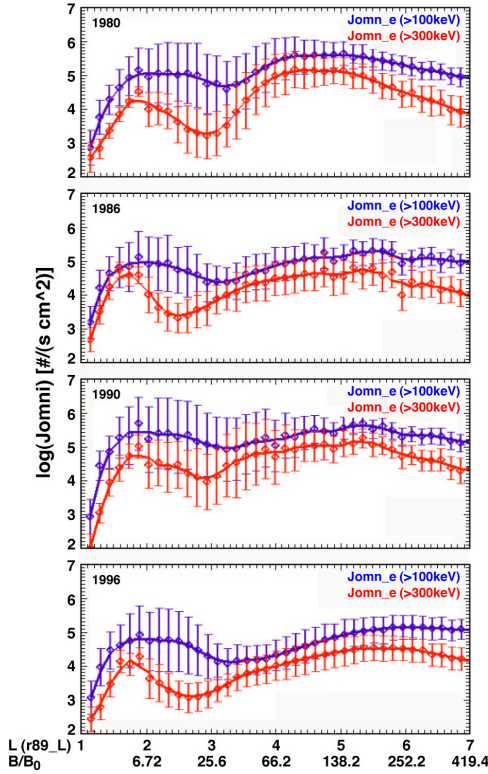 7
1980
Jomn_e (>100keV)
6
Jomn_e (>300keV)
5
4
3
2
7
1986
Jomn_e (>100keV)
6
Jomn_e (>300keV)
5
4
3
2
log(Jomni) [#/(s cm^2)]
7
1990
Jomn_e (>100keV)
6
Jomn_e (>300keV)
5
4
3
2
7
1996
Jomn_e (>100keV)
6
Jomn_e (>300keV)
5
4
3
2
L (r89_L) 1 2 3 4 5 6 7
B/B0 6.72 25.6 66.2 138.2 252.2 419.4